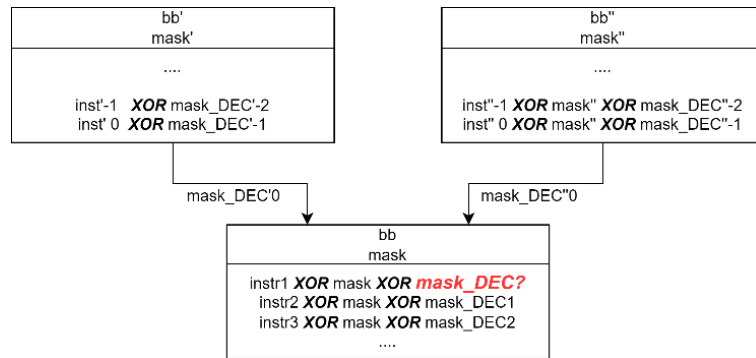 bb'
mask'
....
inst'-1 XOR mask_DEC'-2
inst' 0 XOR mask_DEC'-1
bb"
mask"
....
inst"-1 XOR mask" XOR mask_DEC"-2
inst" 0 XOR mask" XOR mask_DEC"-1
mask_DEC'0
mask_DEC"0
bb
mask
instr1 XOR mask XOR mask_DEC?
instr2 XOR mask XOR mask_DEC1
instr3 XOR mask XOR mask_DEC2
....